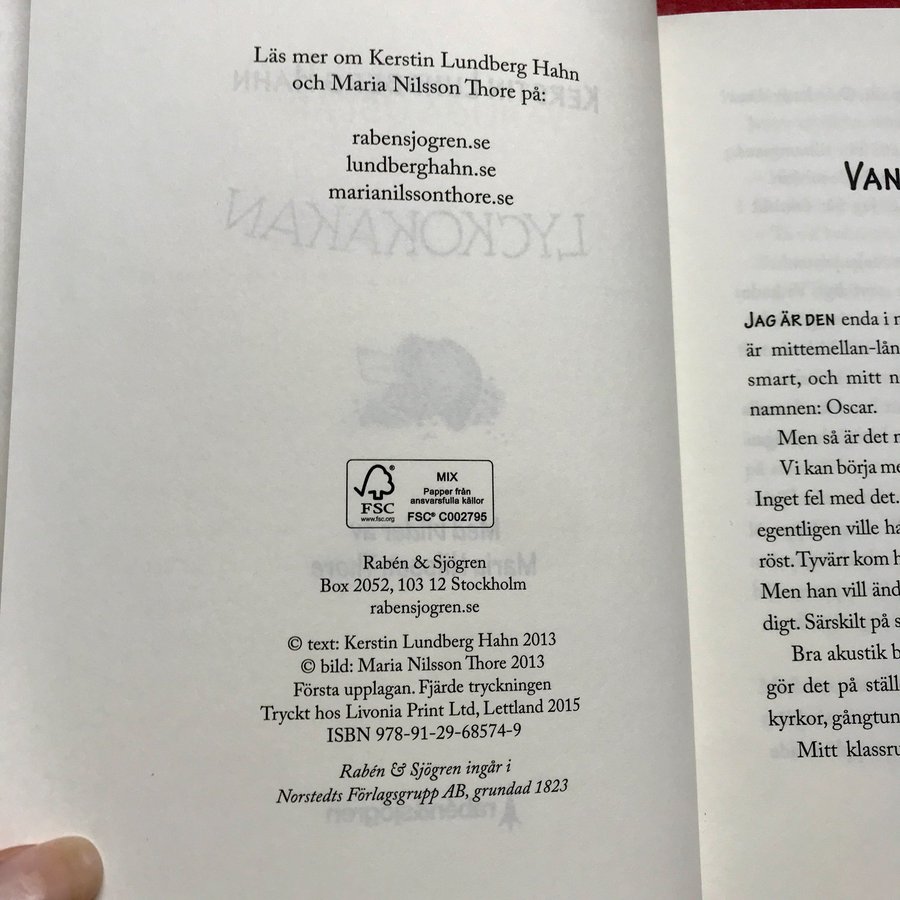 Läs mer om Kerstin Lundberg Hahn
och Maria Nilsson Thore på:
rabensjogren.se
lundberghahn.se
marianilssonthore.se
LYCKOKAKAN
FSC®
www.fsc.org
MIX
Papper från
ansvarsfulla källor
FSC® C002795
Rabén & Sjögren
Box 2052, 103 12 Stockholm
rabensjogren.se
© text: Kerstin Lundberg Hahn 2013
© bild: Maria Nilsson Thore 2013
Första upplagan. Fjärde tryckningen
Tryckt hos Livonia Print Ltd, Lettland 2015
ISBN 978-91-29-68574-9
Rabén & Sjögren ingår i
Norstedts Förlagsgrupp AB, grundad 1823
VAN
JAG ÄR DEN enda i
är mittemellan-lån
smart, och mitt n
namnen: Oscar.
Men så är det
Vi kan börja me
Inget fel med det.
egentligen ville ha
röst. Tyvärr kom h
Men han vill änd
digt. Särskilt på s
Bra akustik b
gör det på ställ
kyrkor, gångtun
Mitt klassru